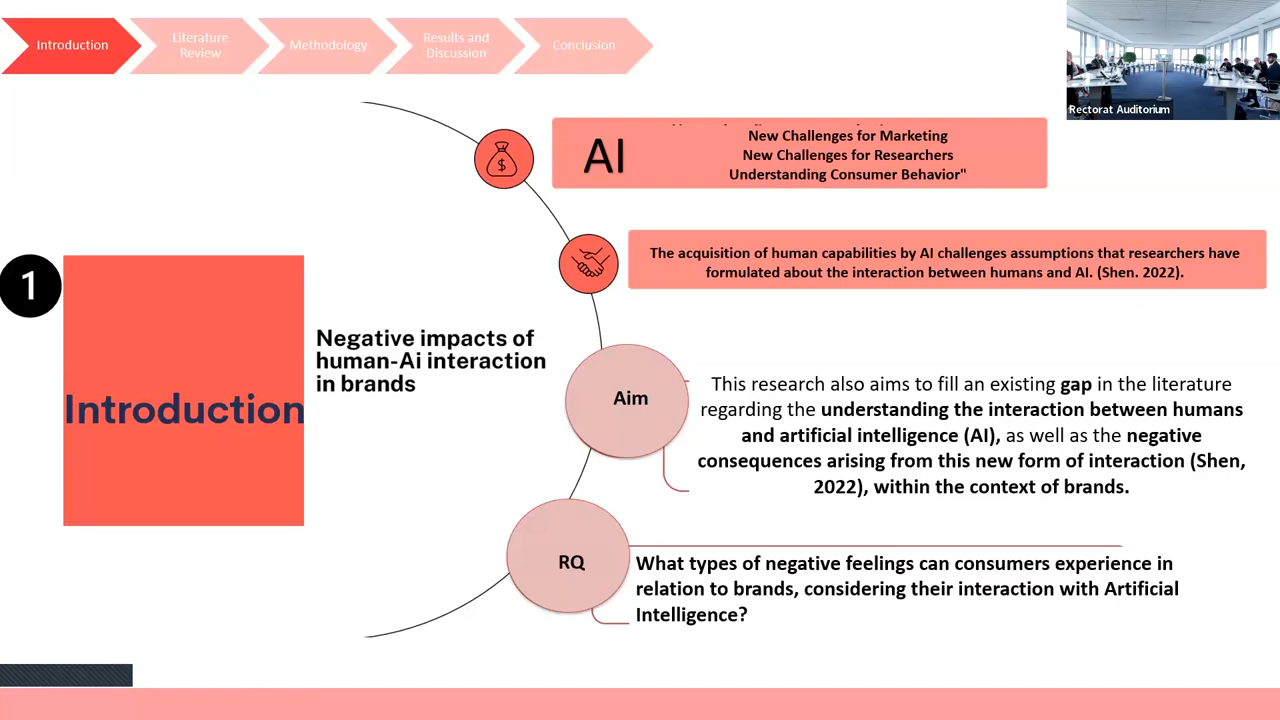 Introduction
Literature
Review
Methodology
Results and
Discussion
Conclusion
Rectorat Auditorium
AI
New Challenges for Marketing
New Challenges for Researchers
Understanding Consumer Behavior"
The acquisition of human capabilities by AI challenges assumptions that researchers have
formulated about the interaction between humans and AI. (Shen. 2022).
1
Introduction
Negative impacts of
human-Ai interaction
in brands
Aim
This research also aims to fill an existing gap in the literature
regarding the understanding the interaction between humans
and artificial intelligence (AI), as well as the negative
consequences arising from this new form of interaction (Shen,
2022), within the context of brands.
RQ
What types of negative feelings can consumers experience in
relation to brands, considering their interaction with Artificial
Intelligence?
$